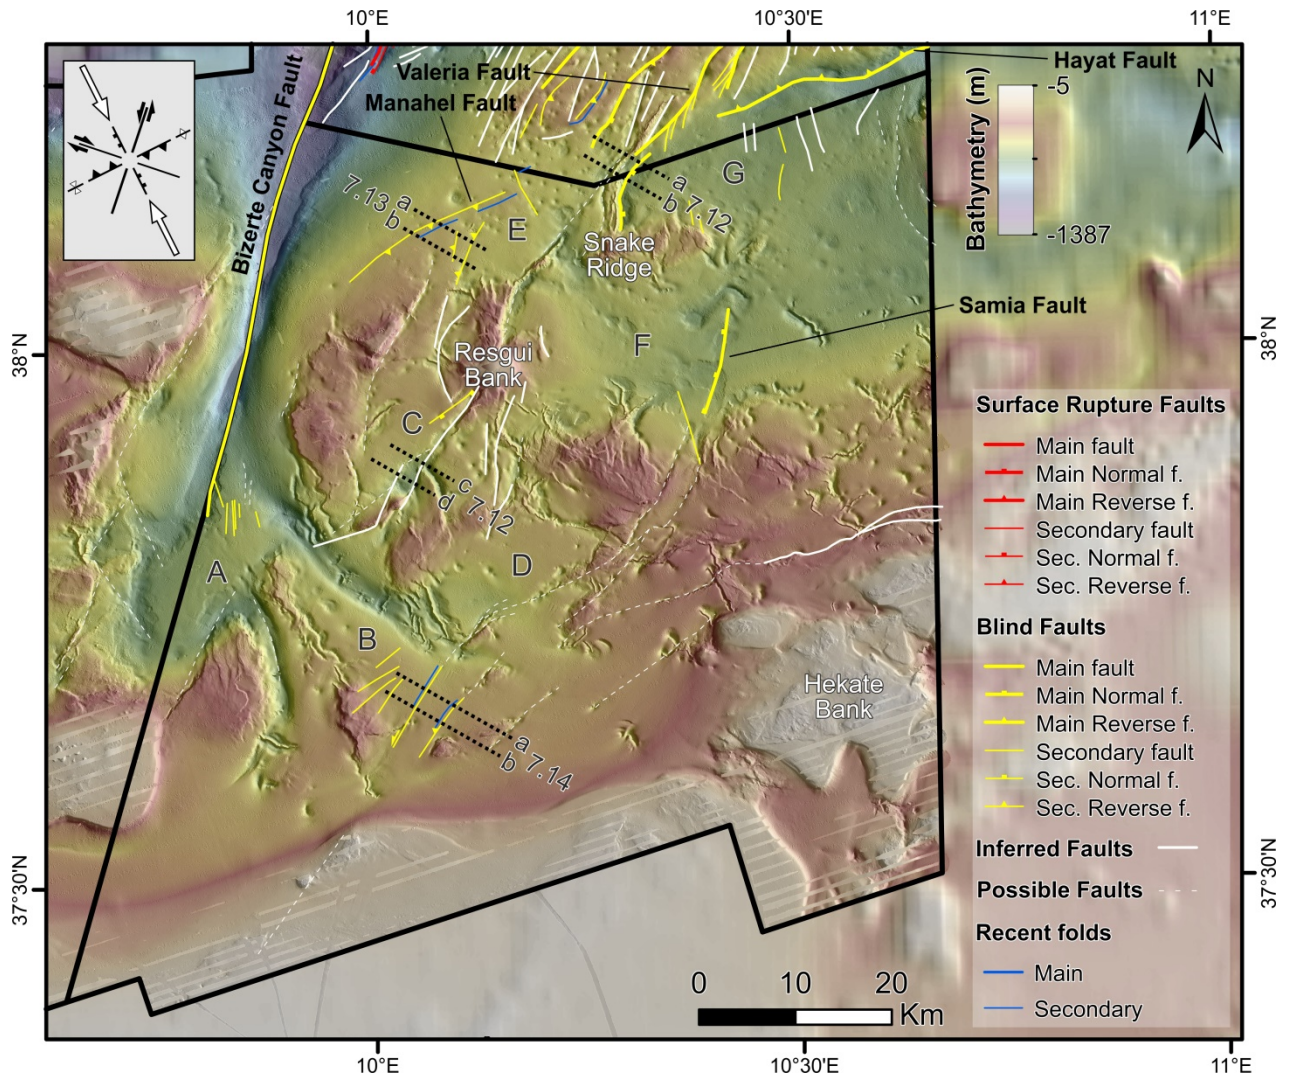 10°E
10°30'E
11°E
Hayat Fault
Valeria Fault
Manahel Fault
Bizerte Canyon Fault
Bathymetry (m)
-5
-1387
N
G
a
b
7.12
7.13
a
b
E
Snake
Ridge
Samia Fault
F
38°N
38°N
Resgui
Bank
C
c
d
7.12
A
D
B
Hekate
Bank
a
b
7.14
Surface Rupture Faults
Main fault
Main Normal f.
Main Reverse f.
Secondary fault
Sec. Normal f.
Sec. Reverse f.
Blind Faults
Main fault
Main Normal f.
Main Reverse f.
Secondary fault
Sec. Normal f.
Sec. Reverse f.
Inferred Faults
Possible Faults
Recent folds
Main
Secondary
37°30'N
37°30'N
0
10
20
Km
10°E
10°30'E
11°E